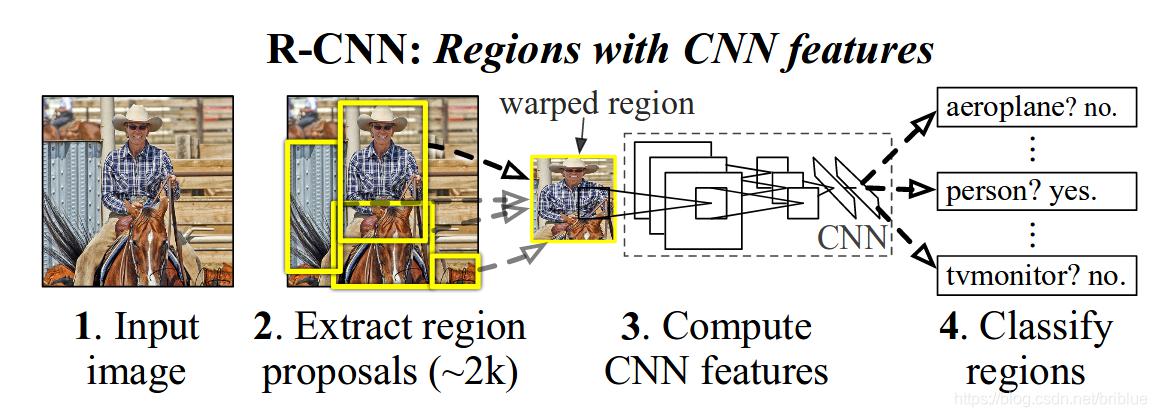 R-CNN: Regions with CNN features
warped region
aeroplane? no.
⋮
person? yes.
⋮
tvmonitor? no.
CNN
1. Input
image
2. Extract region
proposals (~2k)
3. Compute
CNN features
4. Classify
regions
https://blog.csdn.net/briblue